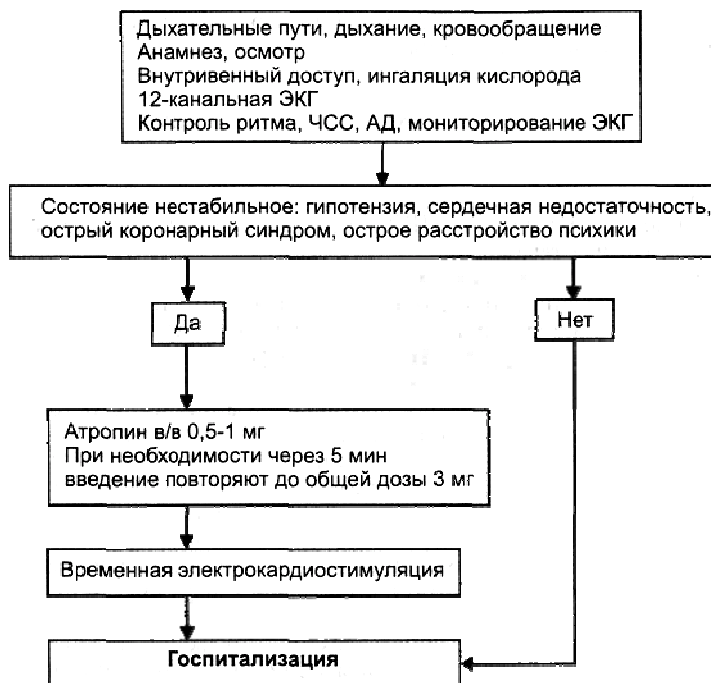 Дыхательные пути, дыхание, кровообращение
Анамнез, осмотр
Внутривенный доступ, ингаляция кислорода
12-канальная ЭКГ
Контроль ритма, ЧСС, АД, мониторирование ЭКГ
Состояние нестабильное: гипотензия, сердечная недостаточность,
острый коронарный синдром, острое расстройство психики
Да
Нет
Атропин в/в 0,5-1 мг
При необходимости через 5 мин
введение повторяют до общей дозы 3 мг
Временная электрокардиостимуляция
Госпитализация